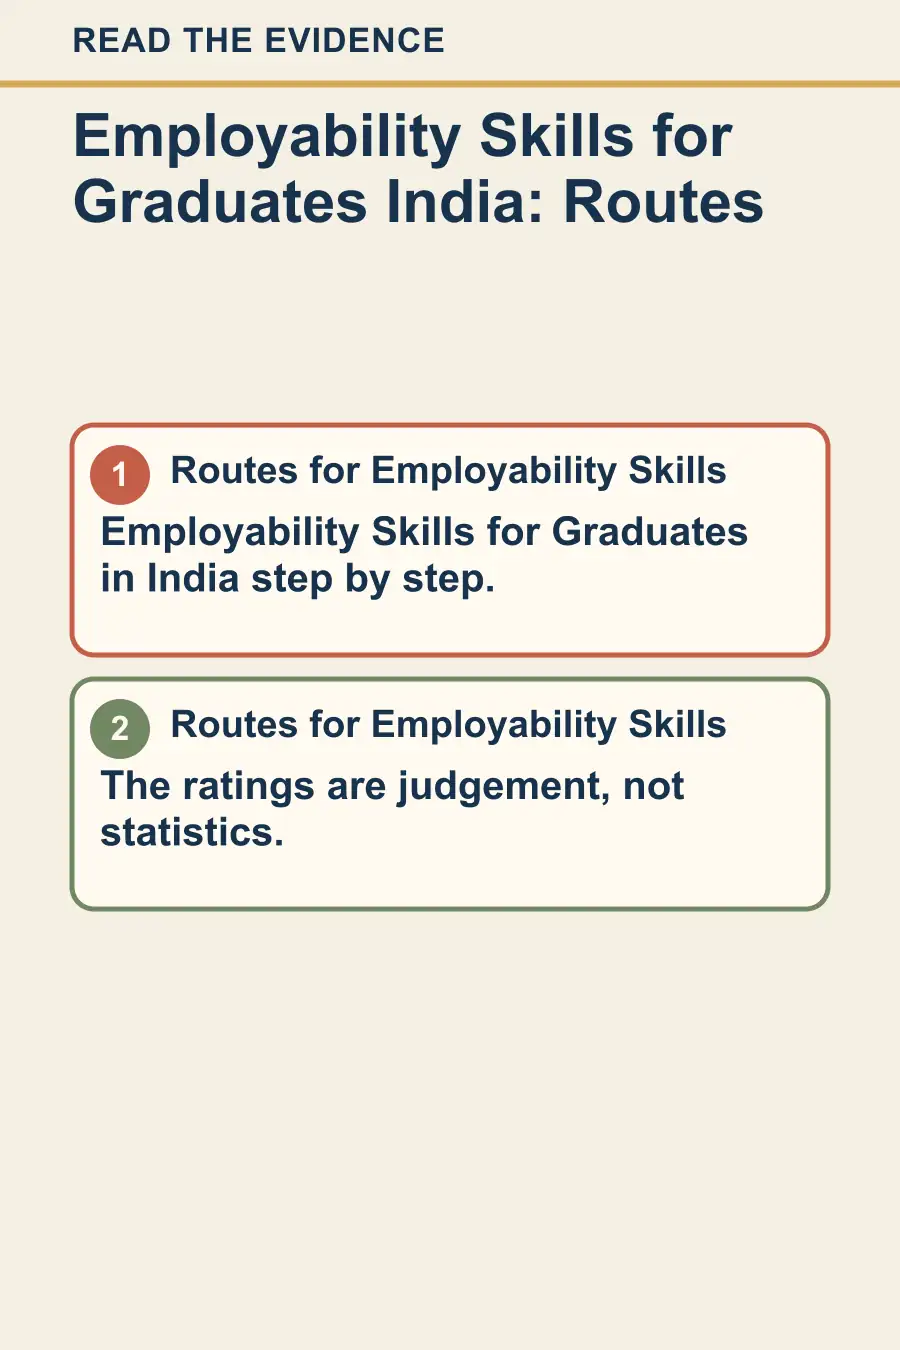 READ THE EVIDENCE
Employability Skills for
Graduates India: Routes
1
Routes for Employability Skills
Employability Skills for Graduates
in India step by step.
2
Routes for Employability Skills
The ratings are judgement, not
statistics.